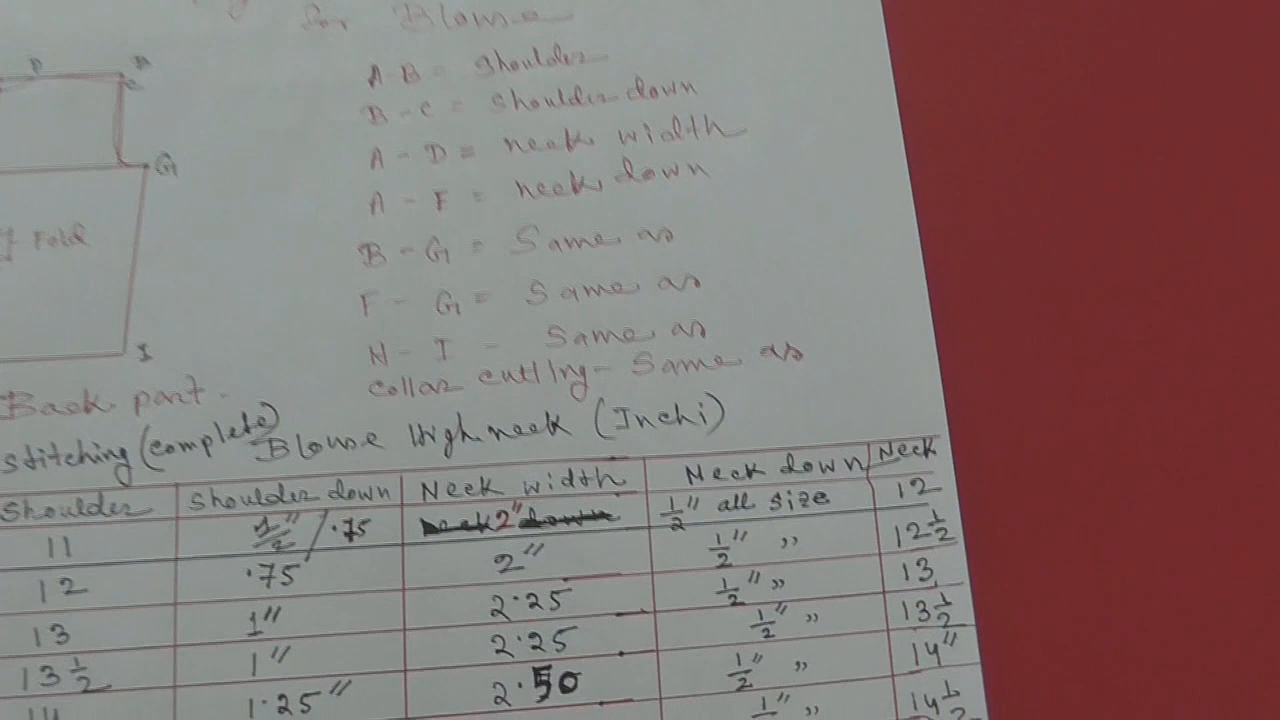 for Blouse
A B = Shoulder
B - C = Shoulder down
A - D = neck width
A - F = neck down
B - G = Same as
F - G = Same as
N - I - Same as
Collar cutting - Same as
G
Fold
I
Back part.
Stitching (complete) Blouse High neck (Inchi)
Shoulder Shoulder down Neck width Neck down Neck
11 .75 2" 1/2" all size 12
12 .75 2" 1/2" ,, 12 1/2
13 1" 2.25 1/2" ,, 13
13 1/2 1" 2.25 1/2" ,, 13 1/2
14 1.25" 2.50 1/2" ,, 14"
1/2" ,, 14 1/2